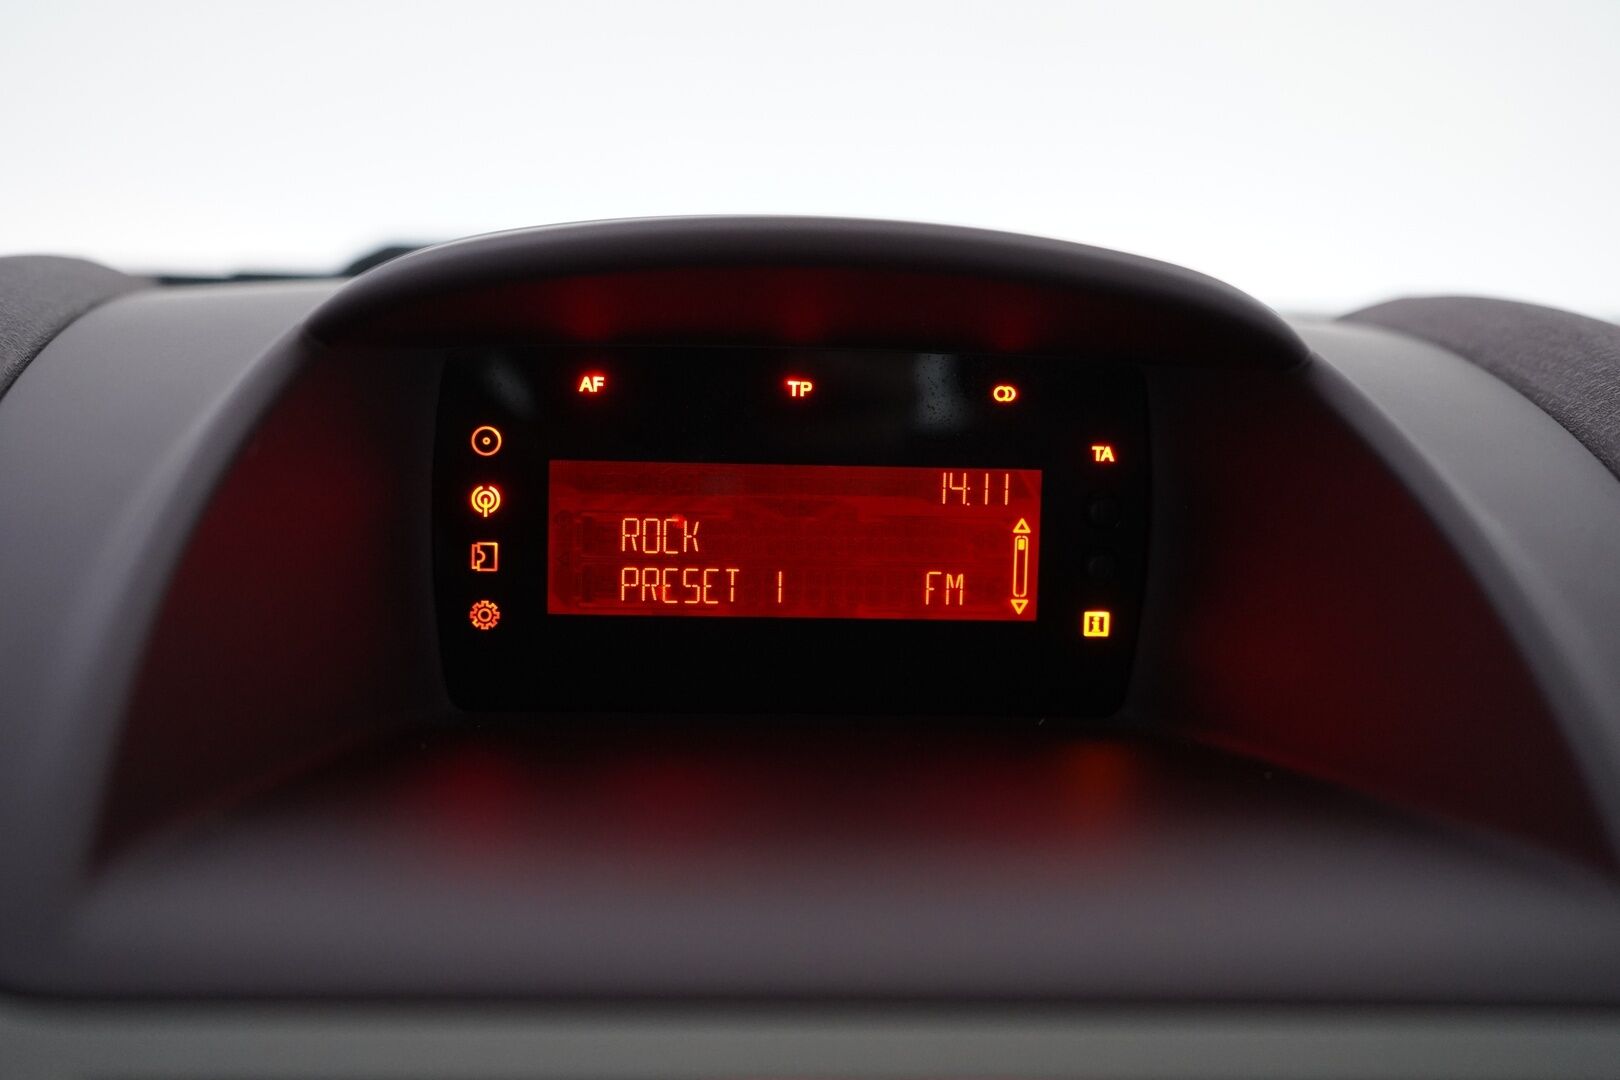 AF TP
TA
14:11
ROCK
PRESET 1 FM
i